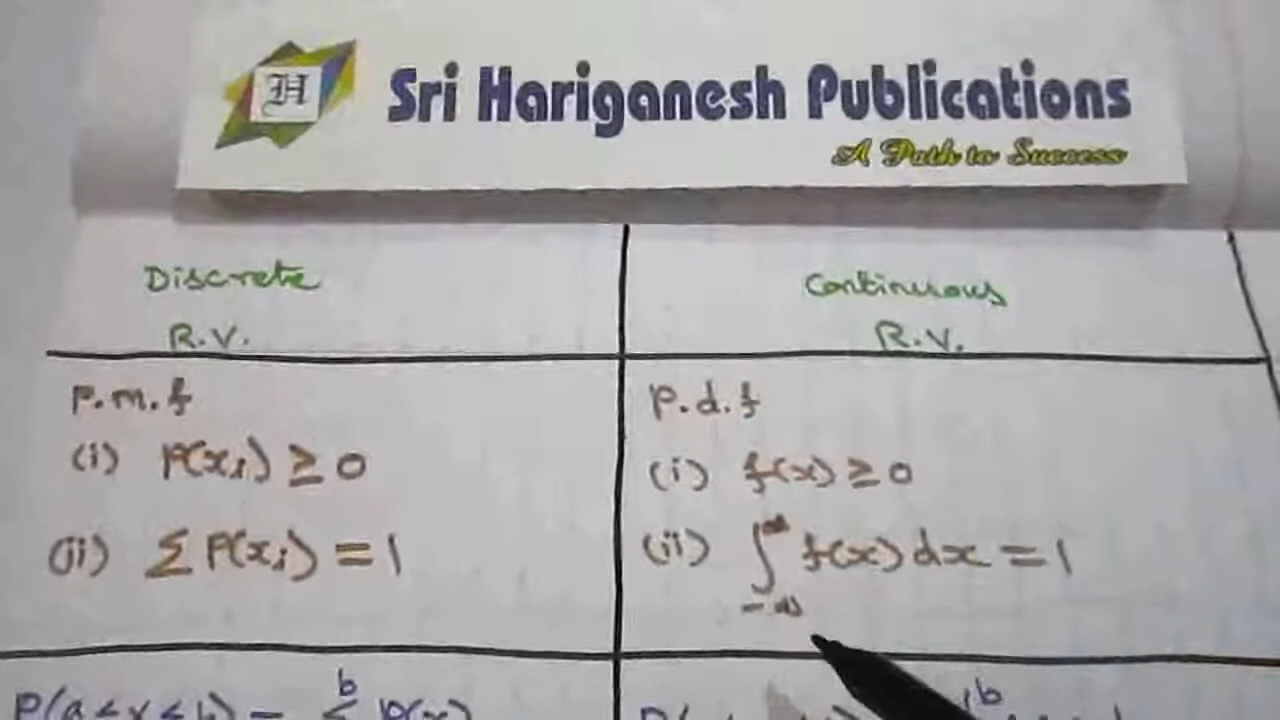 H
Sri Hariganesh Publications
A Path to Success
Discrete R.V.
Continuous R.V.
P.m.f
(i) P(xi) ≥ 0
(ii) Σ P(xi) = 1
P.d.f
(i) f(x) ≥ 0
(ii) ∫_{-∞}^{∞} f(x) dx = 1
b
b